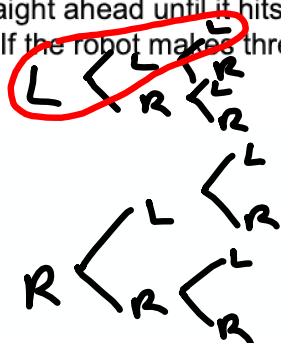 aight ahead until it hits
If the robot makes thre
L
L L R
R L
R
L
L R
R R L
R